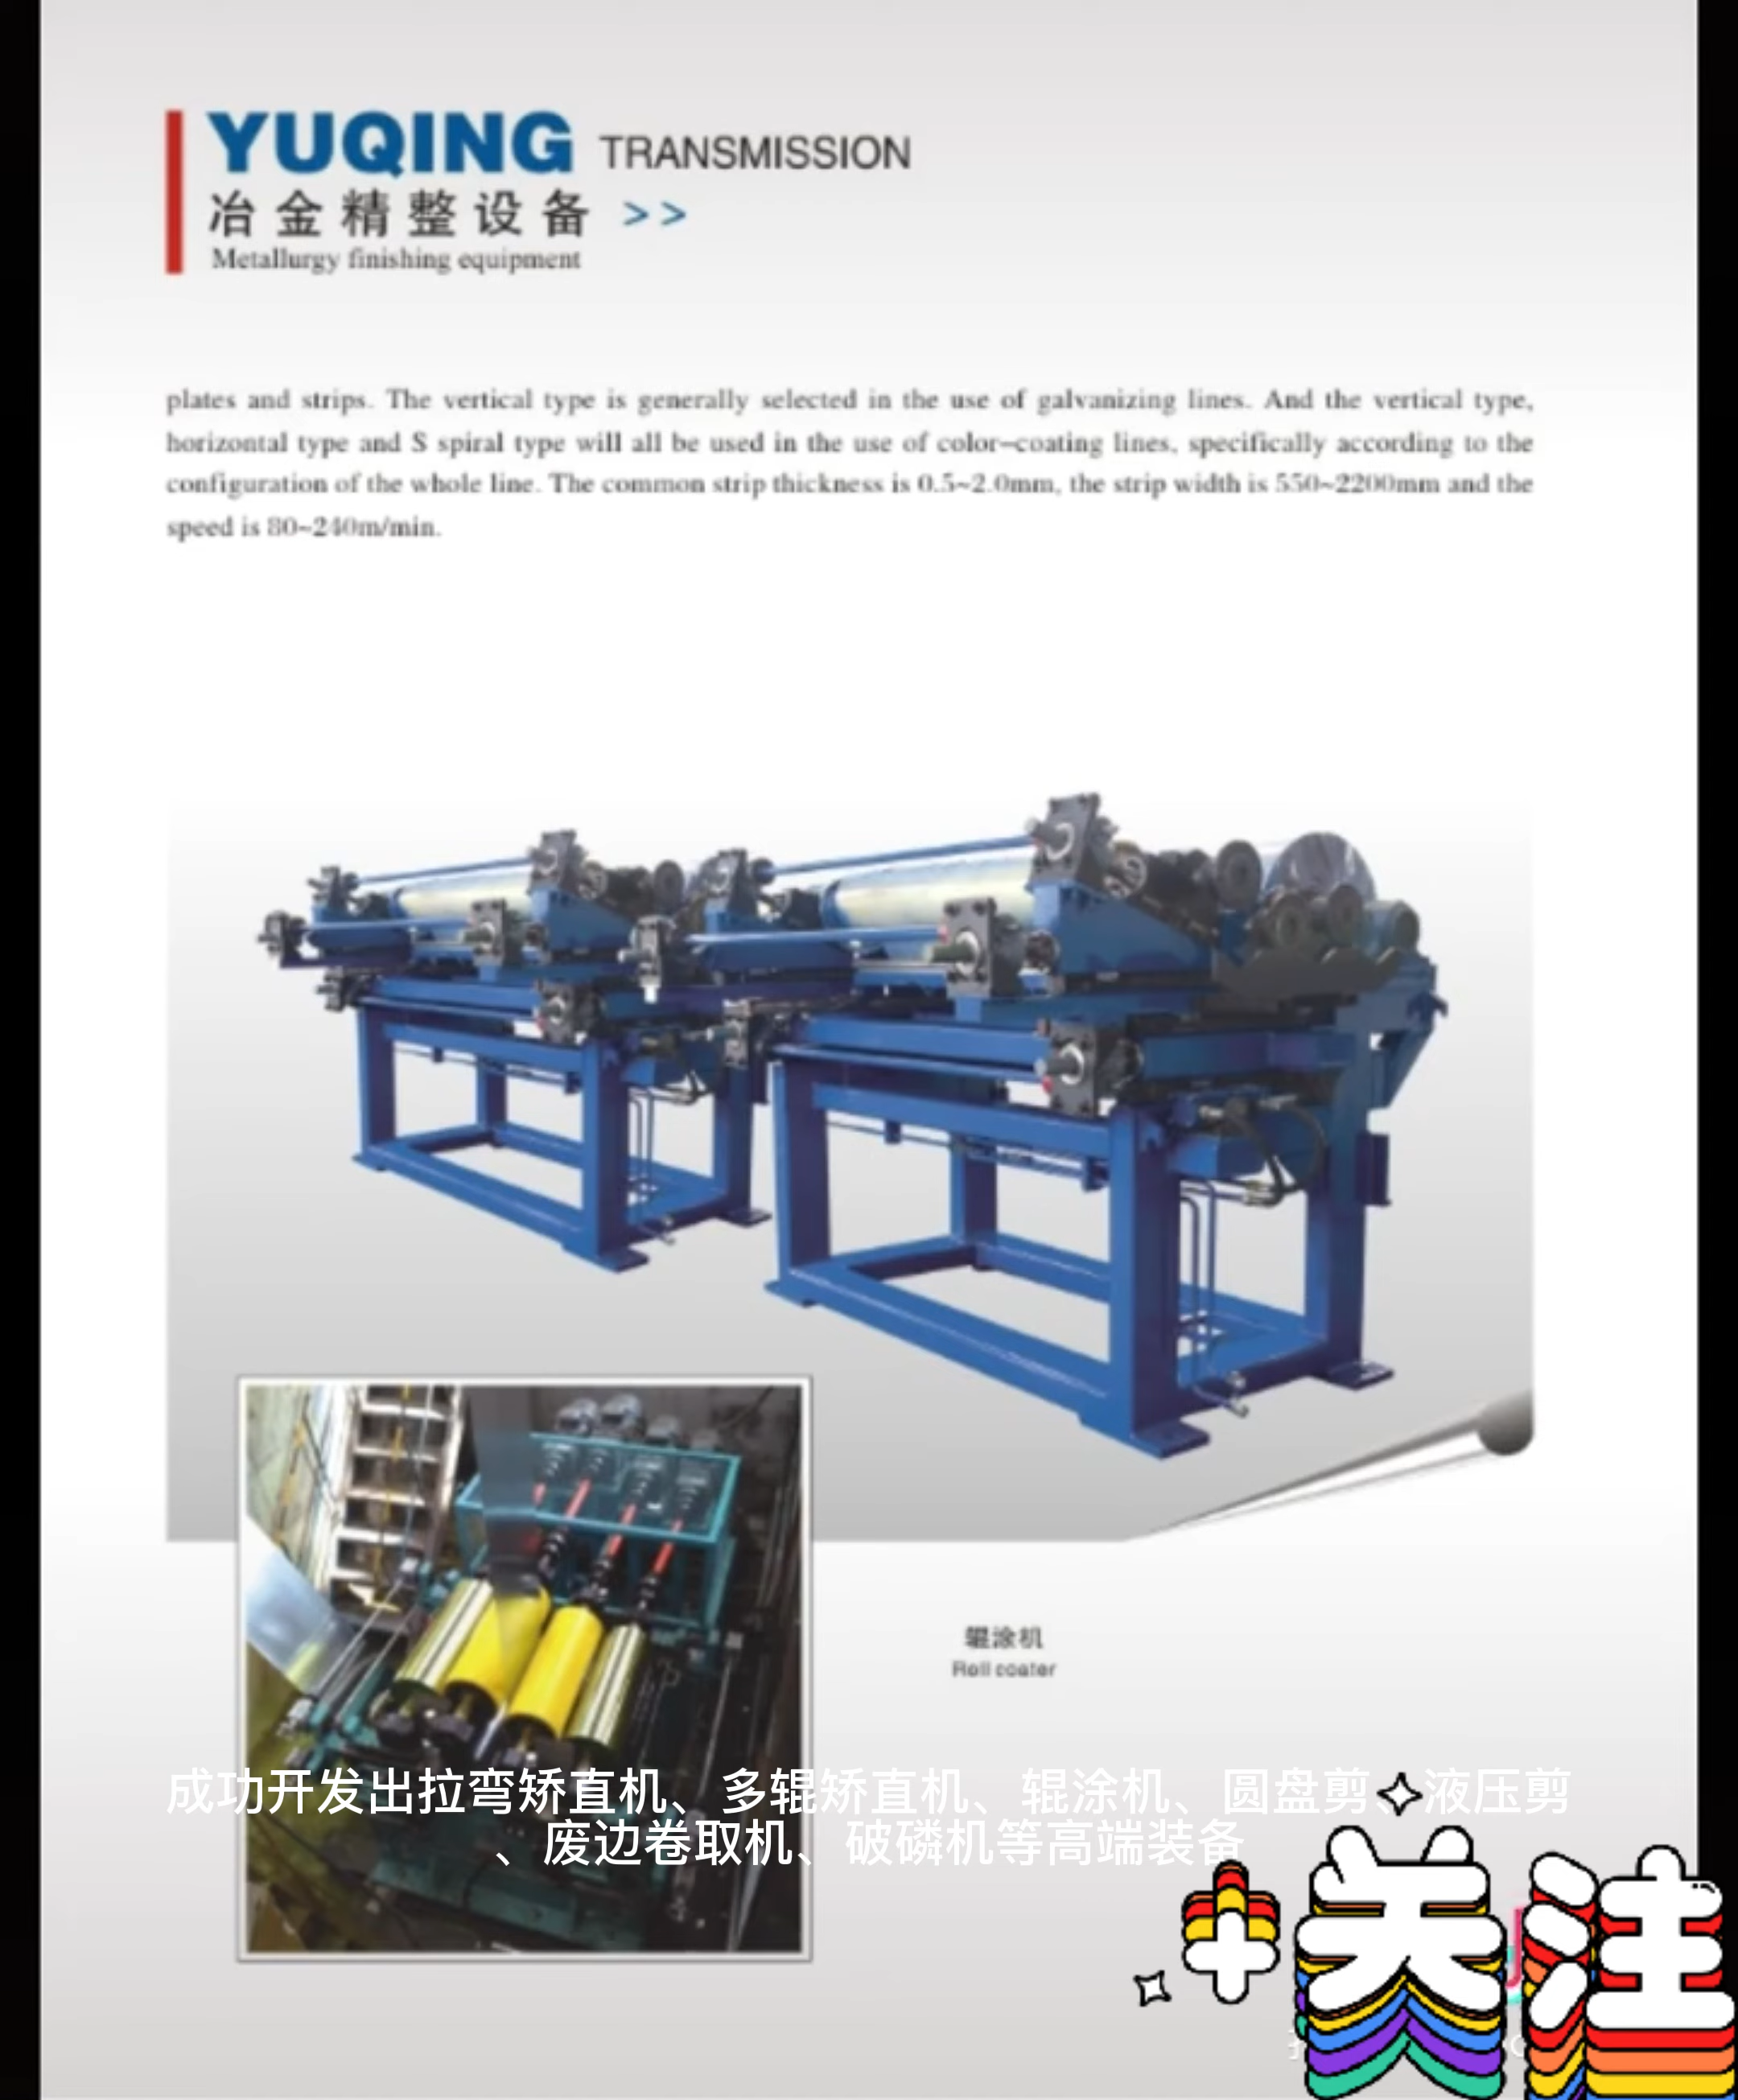 YUQING TRANSMISSION
冶金精整设备 >>
Metallurgy finishing equipment
plates and strips. The vertical type is generally selected in the use of galvanizing lines. And the vertical type,
horizontal type and S spiral type will all be used in the use of color-coating lines, specifically according to the
configuration of the whole line. The common strip thickness is 0.5~2.0mm, the strip width is 550~2200mm and the
speed is 80~240m/min.
辊涂机
Roll coater
成功开发出拉弯矫直机、多辊矫直机、辊涂机、圆盘剪、液压剪
、废边卷取机、破磷机等高端装备
+关注